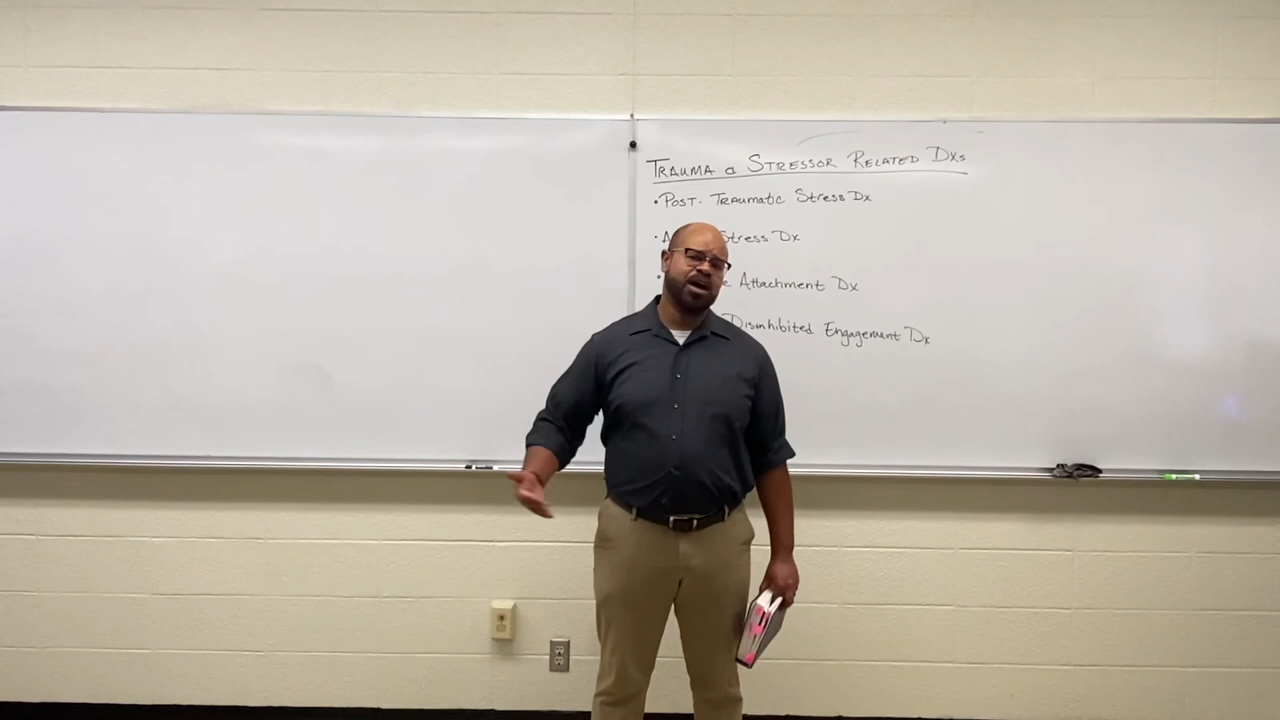 TRAUMA & STRESSOR RELATED DXs
• POST- TRAUMATIC STRESS Dx
• A Stress Dx
• Attachment Dx
Disinhibited Engagement Dx